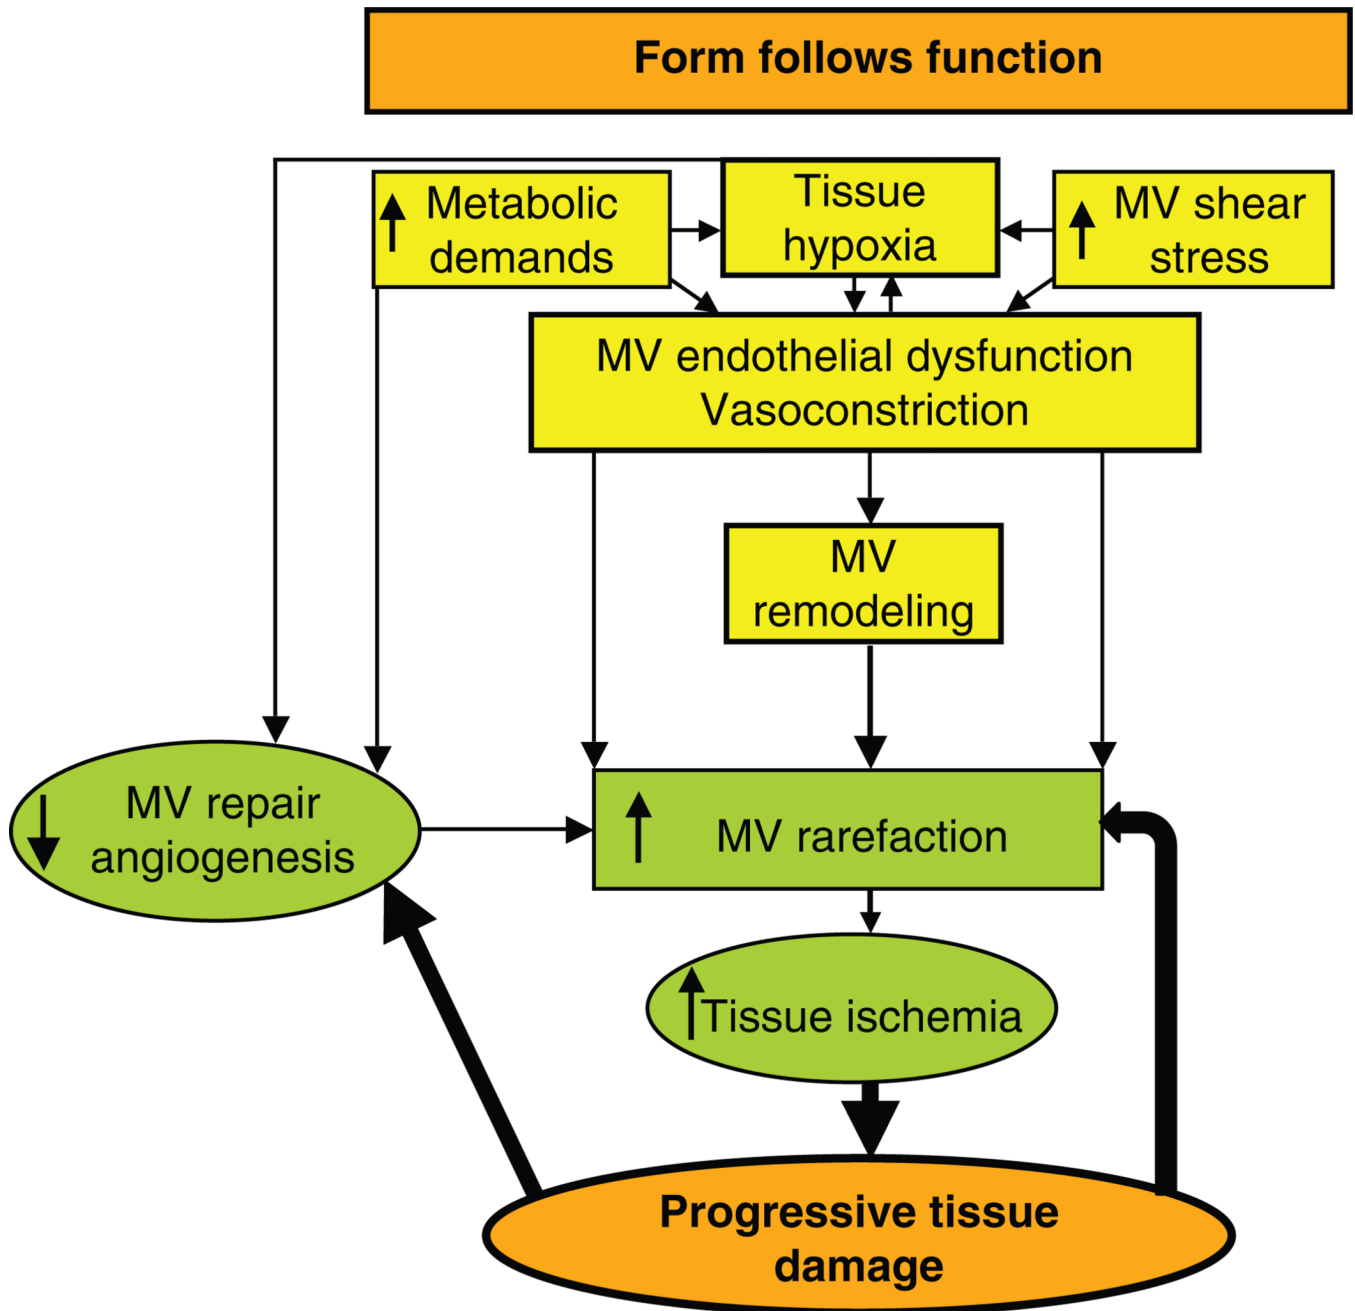 Form follows function
Metabolic
demands
Tissue
hypoxia
MV shear
stress
MV endothelial dysfunction
Vasoconstriction
MV
remodeling
MV repair
angiogenesis
MV rarefaction
Tissue ischemia
Progressive tissue
damage